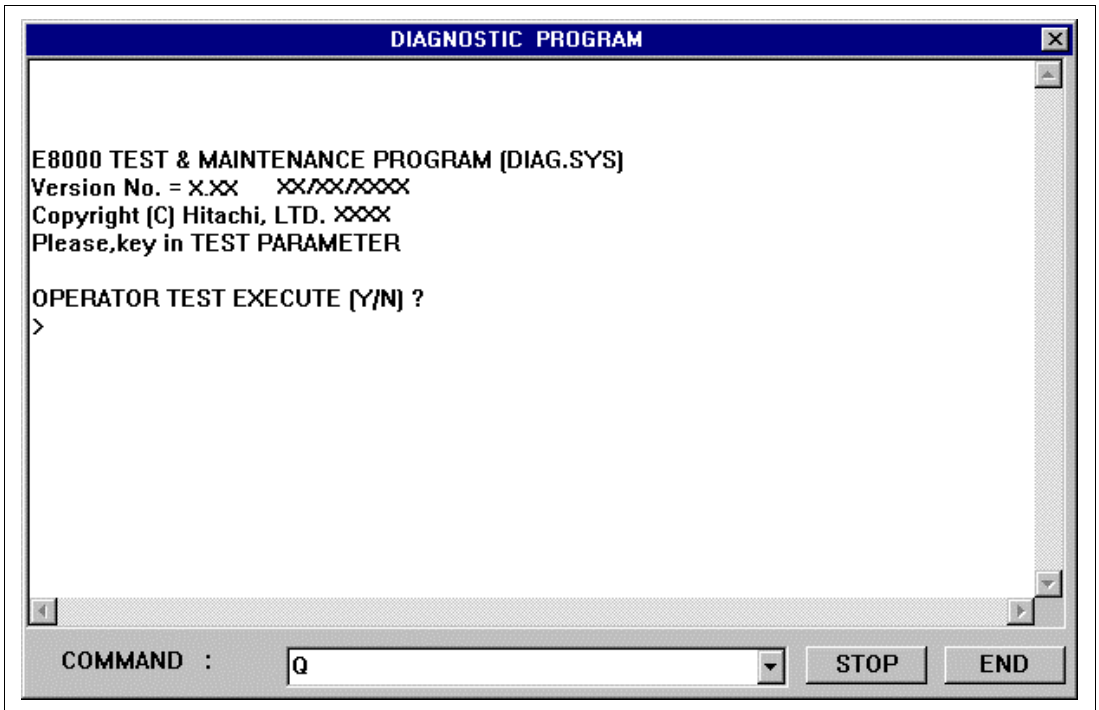 DIAGNOSTIC PROGRAM
E8000 TEST & MAINTENANCE PROGRAM (DIAG.SYS)
Version No. = X.XX XX/XX/XXXX
Copyright (C) Hitachi, LTD. XXXX
Please,key in TEST PARAMETER
OPERATOR TEST EXECUTE (Y/N) ?
>
COMMAND : Q STOP END